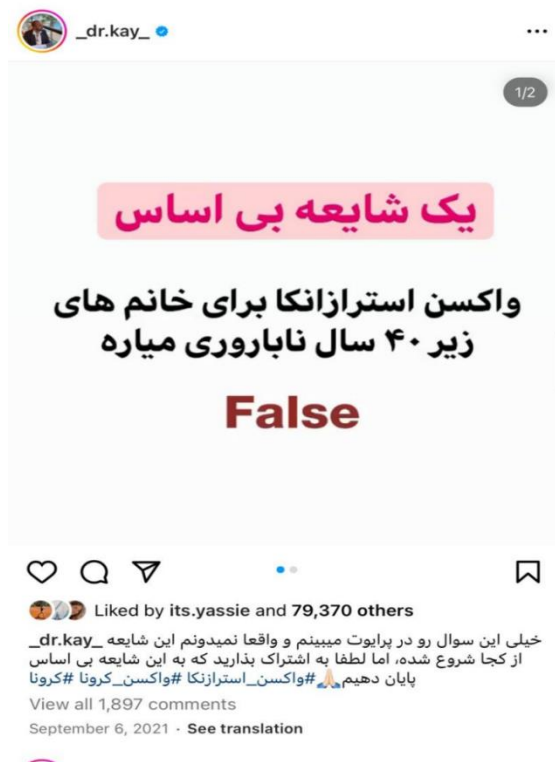 _dr.kay_
1/2
یک شایعه بی اساس
واکسن استرازانکا برای خانم های
زیر ۴۰ سال ناباروری میاره
False
Liked by its.yassie and 79,370 others
_dr.kay_ خیلی این سوال رو در پرایوت میبینم و واقعا نمیدونم این شایعه
از کجا شروع شده، اما لطفا به اشتراک بذارید که به این شایعه بی اساس
پایان دهیم🙏🏻 #واکسن_استرازنکا #واکسن_کرونا #کرونا
View all 1,897 comments
September 6, 2021 · See translation